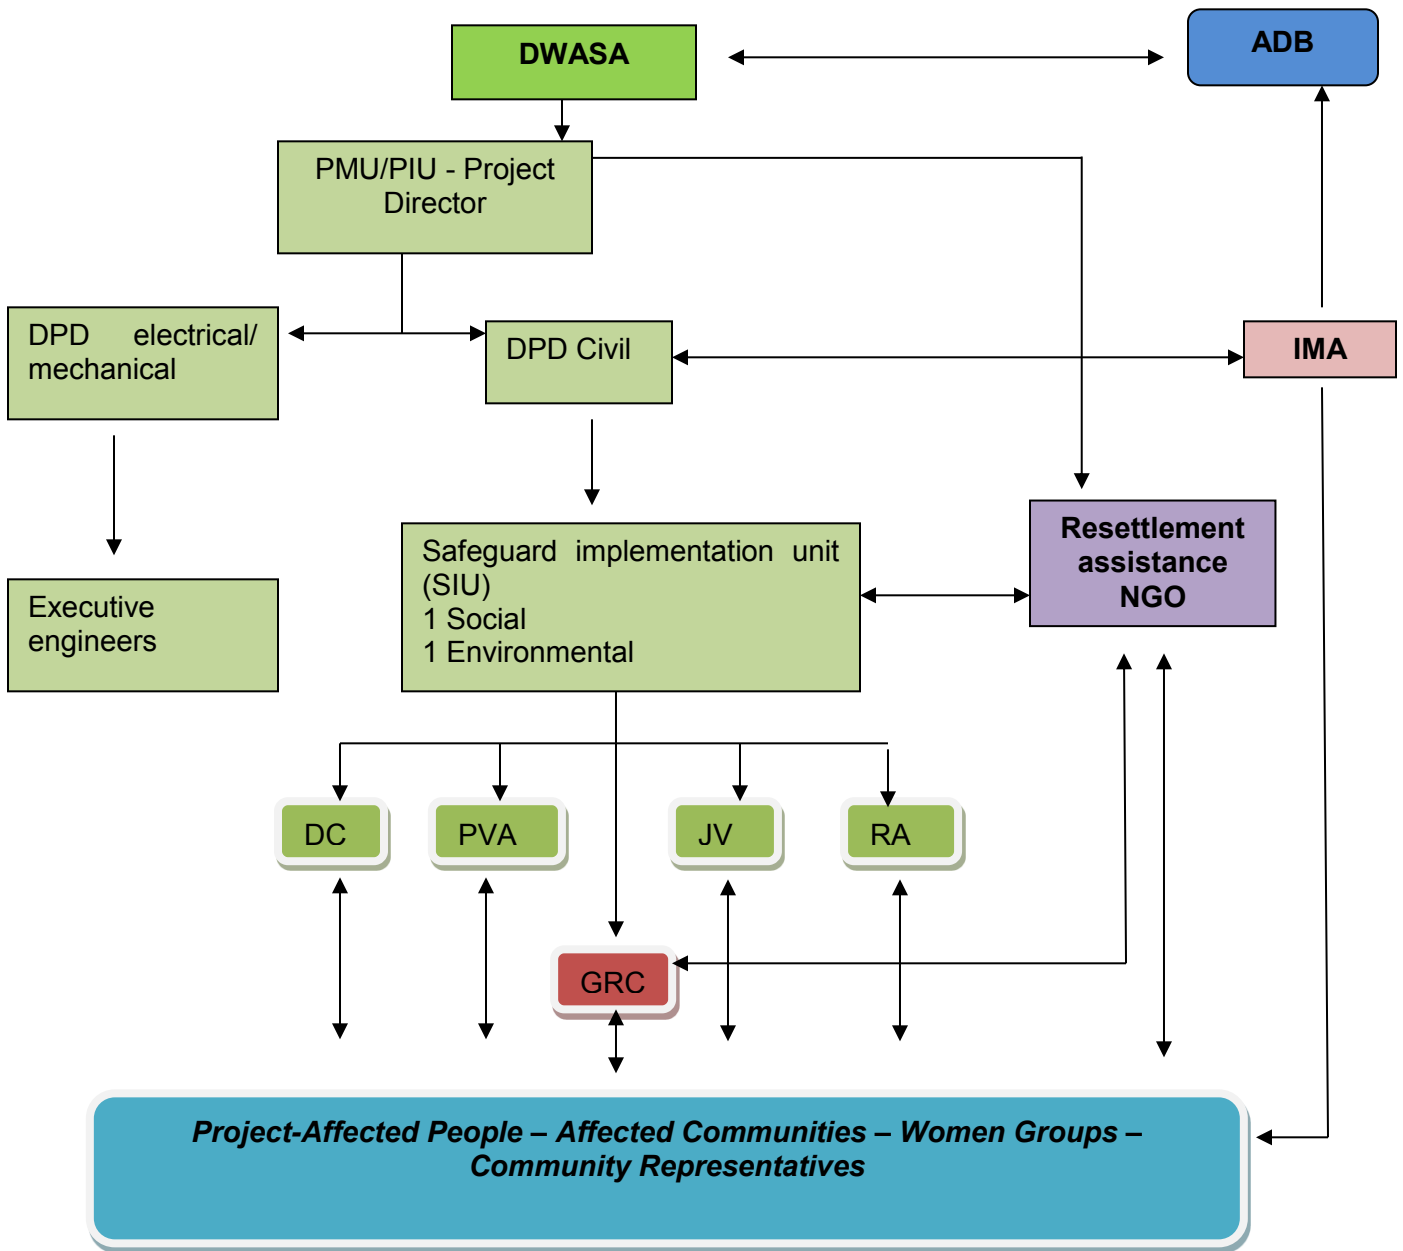 DWASA
ADB
PMU/PIU - Project
Director
DPD electrical/
mechanical
DPD Civil
IMA
Resettlement
assistance
NGO
Safeguard implementation unit
(SIU)
1 Social
1 Environmental
Executive
engineers
DC
PVA
JV
RA
GRC
Project-Affected People – Affected Communities – Women Groups –
Community Representatives